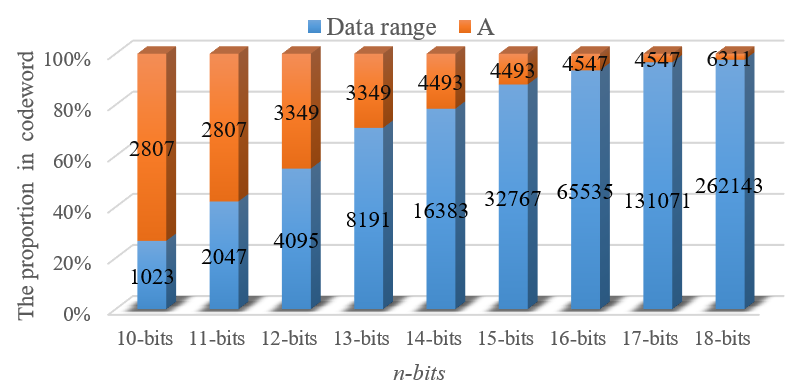 Data range A
The proportion in codeword
100%
80%
60%
40%
20%
0%
2807 2807 3349 3349 4493 4493 4547 4547 6311
1023 2047 4095 8191 16383 32767 65535 131071 262143
10-bits 11-bits 12-bits 13-bits 14-bits 15-bits 16-bits 17-bits 18-bits
n-bits